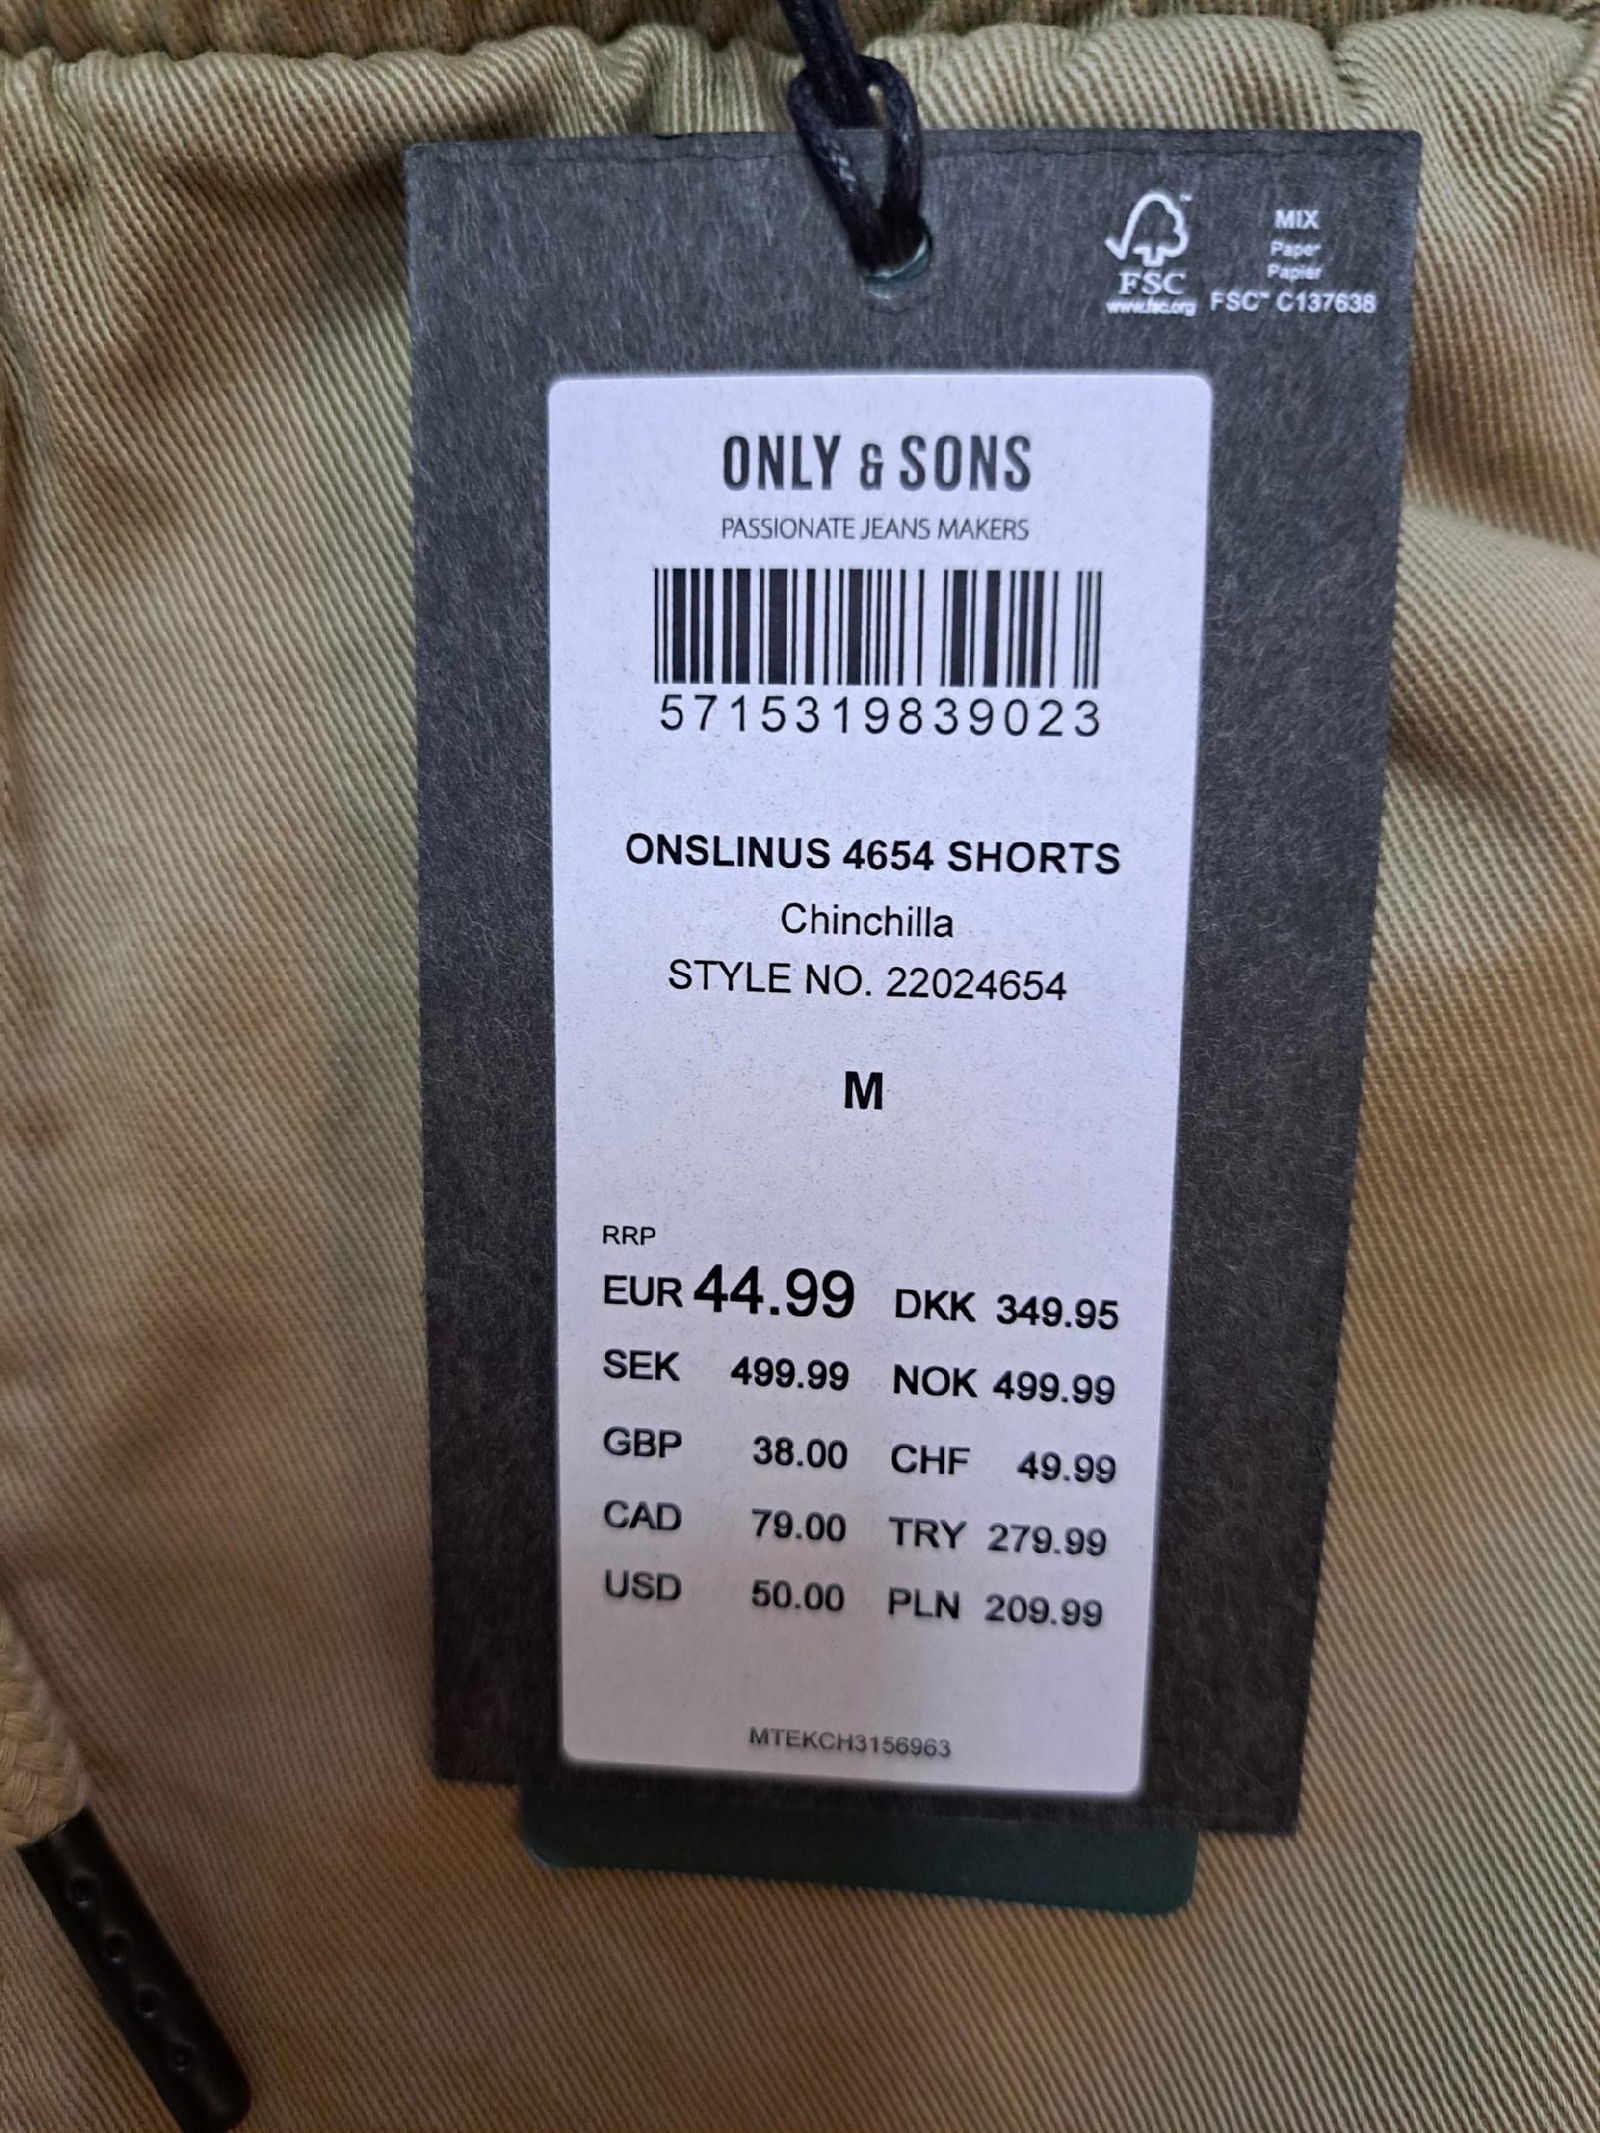 MIX
Paper
Papier
FSC™ C137638
FSC
www.fsc.org
ONLY & SONS
PASSIONATE JEANS MAKERS
5715319839023
ONSLINUS 4654 SHORTS
Chinchilla
STYLE NO. 22024654
M
RRP
EUR 44.99 DKK 349.95
SEK 499.99 NOK 499.99
GBP 38.00 CHF 49.99
CAD 79.00 TRY 279.99
USD 50.00 PLN 209.99
MTEKCH3156963